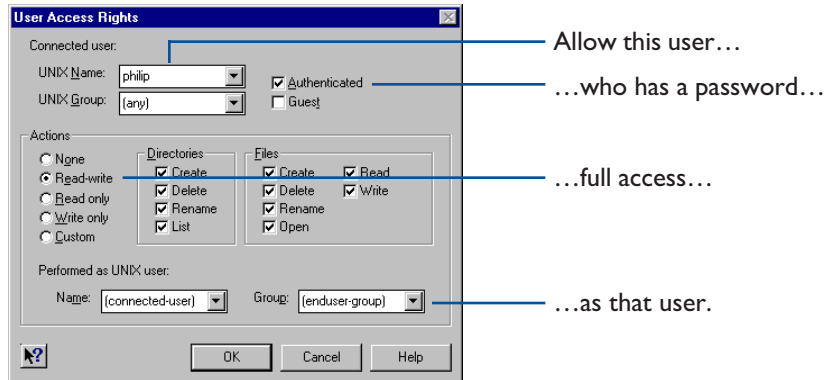 User Access Rights
Connected user:
UNIX Name: philip
Authenticated
UNIX Group: (any)
Guest
Actions
None
Read-write
Read only
Write only
Custom
Directories
Create
Delete
Rename
List
Files
Create Read
Delete Write
Rename
Open
Performed as UNIX user:
Name: (connected-user) Group: (enduser-group)
?
OK Cancel Help
Allow this user…
…who has a password…
…full access…
…as that user.